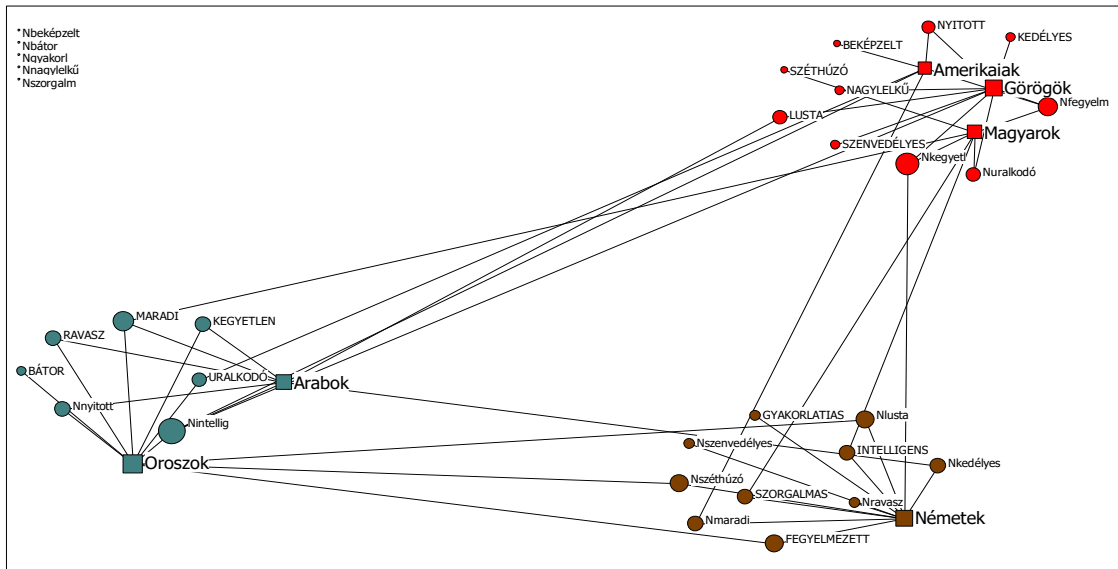 Nbeképzelt
Nbátor
Ngyakorl
Nnagylelkű
Nszorgalm
NYITOTT
KEDÉLYES
BEKÉPZELT
Amerikaiak
SZÉTHÚZÓ
Görögök
NAGYLELKŰ
Nfegyelm
LUSTA
Magyarok
SZENVEDÉLYES
Nkegyetl
Nuralkodó
MARADI
KEGYETLEN
RAVASZ
BÁTOR
URALKODÓ
Arabok
Nnyitott
Nintellig
Oroszok
GYAKORLATIAS
Nlusta
Nszenvedélyes
INTELLIGENS
Nkedélyes
Nszéthúzó
SZORGALMAS
Nravasz
Nmaradi
Németek
FEGYELMEZETT